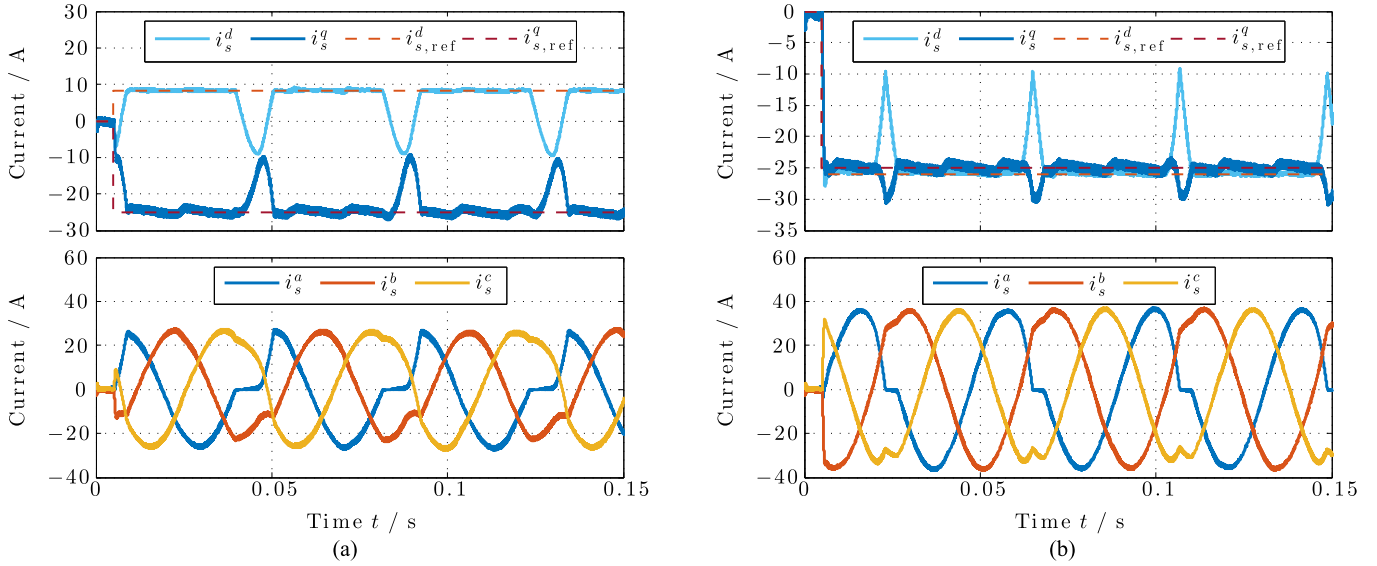 30
20
10
0
−10
−20
−30
Current / A
i_s^d i_s^q i_{s,ref}^d i_{s,ref}^q
60
40
20
0
−20
−40
Current / A
i_s^a i_s^b i_s^c
0 0.05 0.1 0.15
Time t / s
(a)
0
−5
−10
−15
−20
−25
−30
−35
Current / A
i_s^d i_s^q i_{s,ref}^d i_{s,ref}^q
60
40
20
0
−20
−40
Current / A
i_s^a i_s^b i_s^c
0 0.05 0.1 0.15
Time t / s
(b)